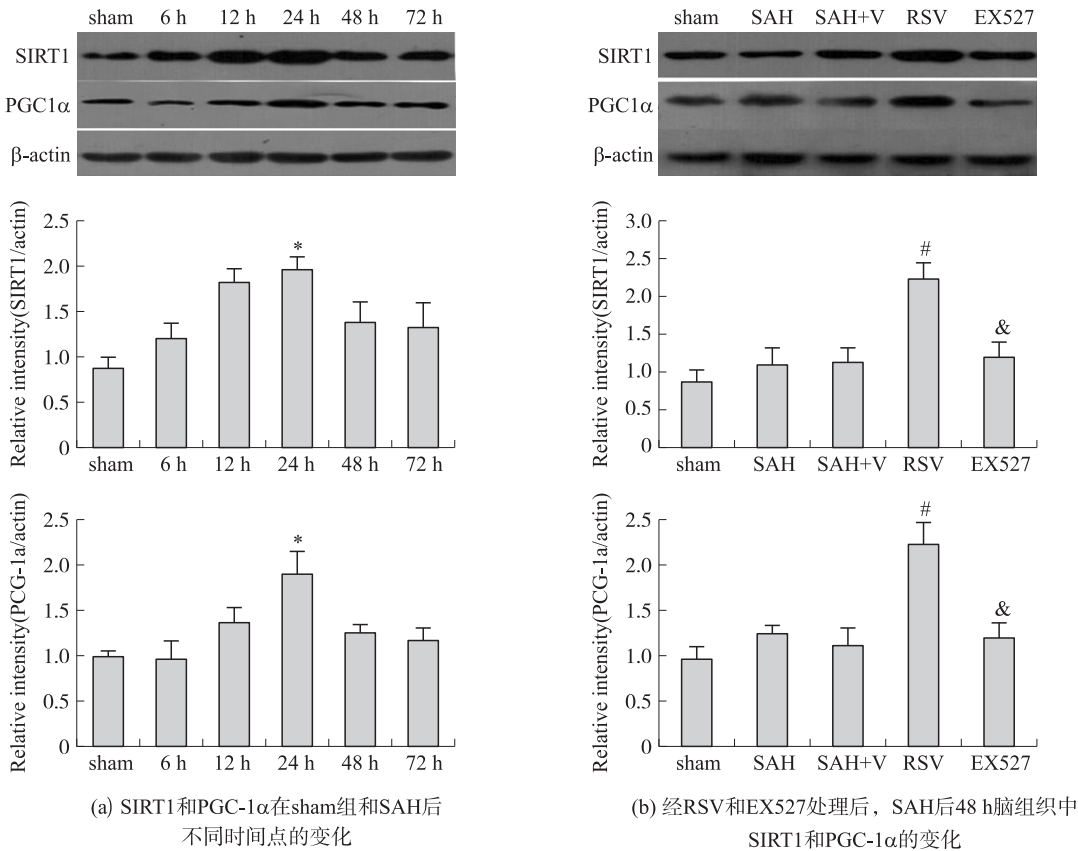 sham 6 h 12 h 24 h 48 h 72 h
SIRT1
PGC1α
β-actin
Relative intensity(SIRT1/actin)
2.5
2.0
1.5
1.0
0.5
0
*
sham 6 h 12 h 24 h 48 h 72 h
Relative intensity(PCG-1a/actin)
2.5
2.0
1.5
1.0
0.5
0
*
sham 6 h 12 h 24 h 48 h 72 h
(a) SIRT1和PGC-1α在sham组和SAH后
不同时间点的变化
sham SAH SAH+V RSV EX527
SIRT1
PGC1α
β-actin
Relative intensity(SIRT1/actin)
3.0
2.5
2.0
1.5
1.0
0.5
0.0
#
&
sham SAH SAH+V RSV EX527
Relative intensity(PCG-1a/actin)
2.5
2.0
1.5
1.0
0.5
0
#
&
sham SAH SAH+V RSV EX527
(b) 经RSV和EX527处理后，SAH后48 h脑组织中
SIRT1和PGC-1α的变化